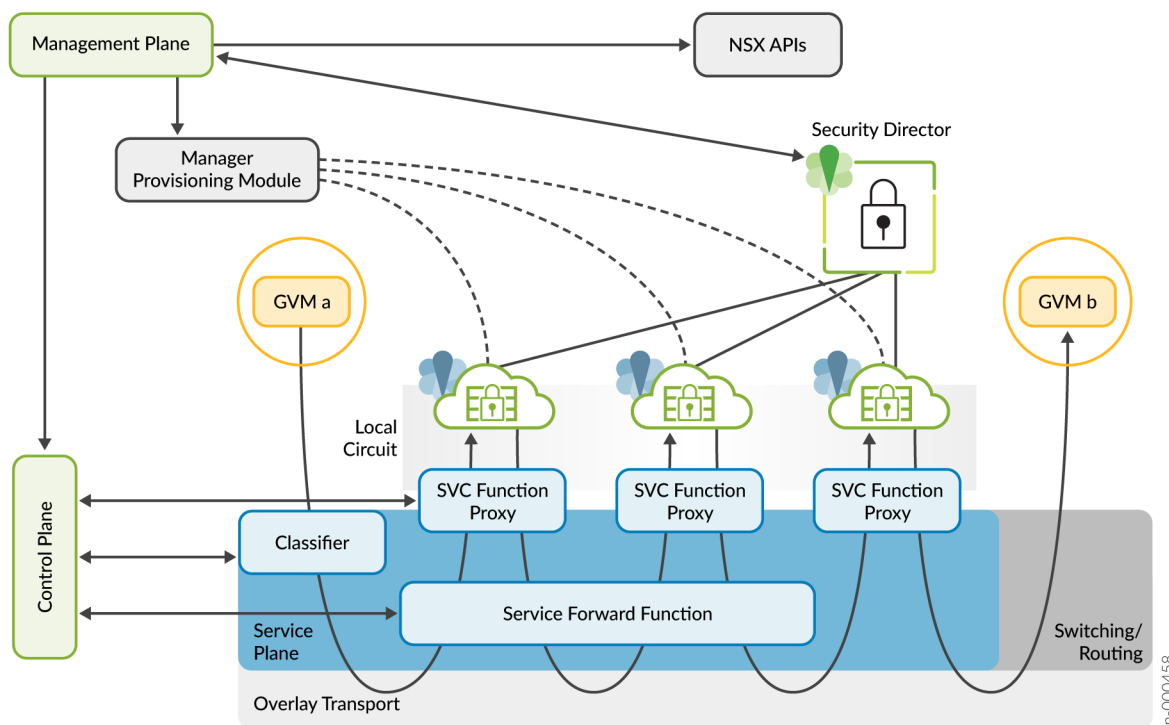 Management Plane
NSX APIs
Security Director
Manager
Provisioning Module
GVM a
GVM b
Local
Circuit
SVC Function
Proxy
SVC Function
Proxy
SVC Function
Proxy
Control Plane
Classifier
Service Forward Function
Service
Plane
Switching/
Routing
Overlay Transport
n-000458